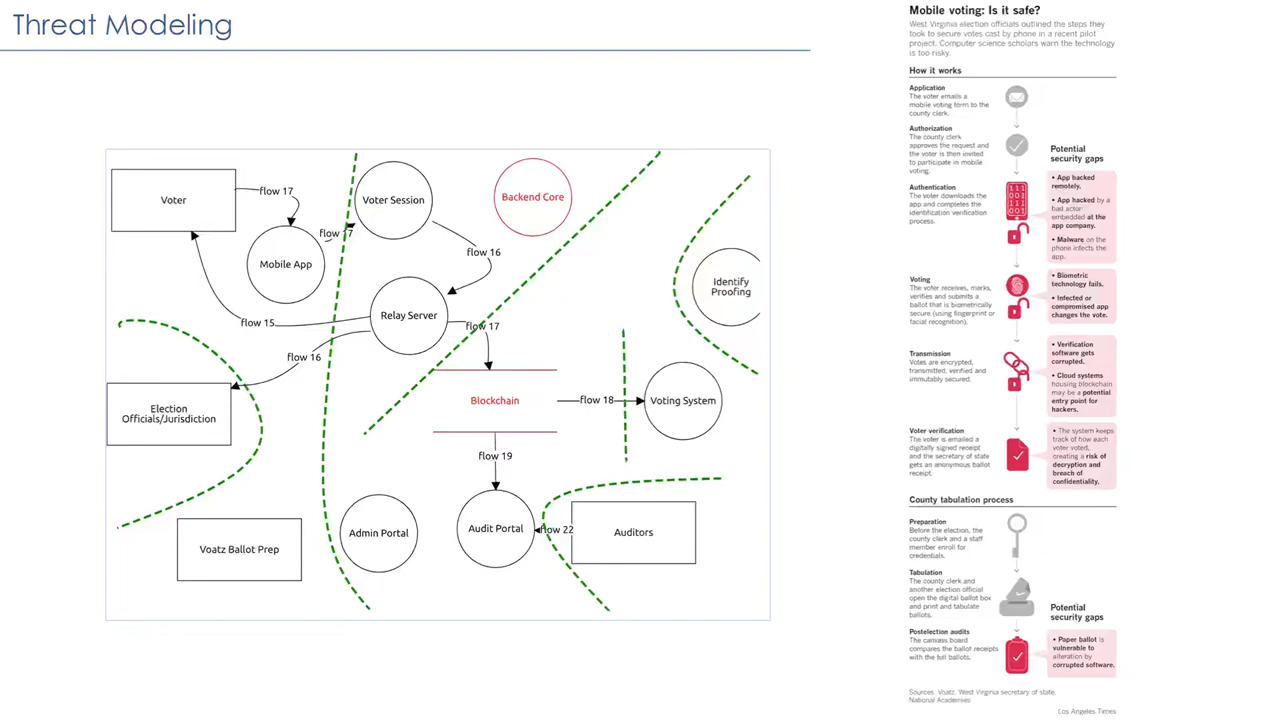 Threat Modeling
Voter
flow 17
Mobile App
flow 17
Voter Session
Backend Core
flow 16
Identify
Proofing
Relay Server
flow 15
flow 17
flow 16
Election
Officials/Jurisdiction
Blockchain
flow 18
Voting System
flow 19
Voatz Ballot Prep
Admin Portal
Audit Portal
flow 22
Auditors
Mobile voting: Is it safe?
West Virginia election officials outlined the steps they
took to secure votes cast by phone in a recent pilot
project. Computer science scholars warn the technology
is too risky.
How it works
Application
The voter emails a
mobile voting form to the
county clerk.
Authorization
The county clerk
approves the request and
the voter is then invited
to participate in mobile
voting.
Potential
security gaps
Authentication
The voter downloads the
app and completes the
identification verification
process.
111
001
111
001
• App hacked
remotely.
• App hacked by a
bad actor
embedded at the
app company.
• Malware on the
phone infects the
app.
Voting
The voter receives, marks,
verifies and submits a
ballot that is biometrically
secure (using fingerprint or
facial recognition).
• Biometric
technology fails.
• Infected or
compromised app
changes the vote.
Transmission
Votes are encrypted,
transmitted, verified and
immutably secured.
• Verification
software gets
corrupted.
• Cloud systems
housing blockchain
may be a potential
entry point for
hackers.
Voter verification
The voter is emailed a
digitally signed receipt
and the secretary of state
gets an anonymous ballot
receipt.
• The system keeps
track of how each
voter voted,
creating a risk of
decryption and
breach of
confidentiality.
County tabulation process
Preparation
Before the election, the
county clerk and a staff
member enroll for
credentials.
Tabulation
The county clerk and
another election official
open the digital ballot box
and print and tabulate
ballots.
Potential
security gaps
Postelection audits
The canvass board
compares the ballot receipts
with the full ballots.
• Paper ballot is
vulnerable to
alteration by
corrupted software.
Sources: Voatz, West Virginia secretary of state,
National Academies
Los Angeles Times